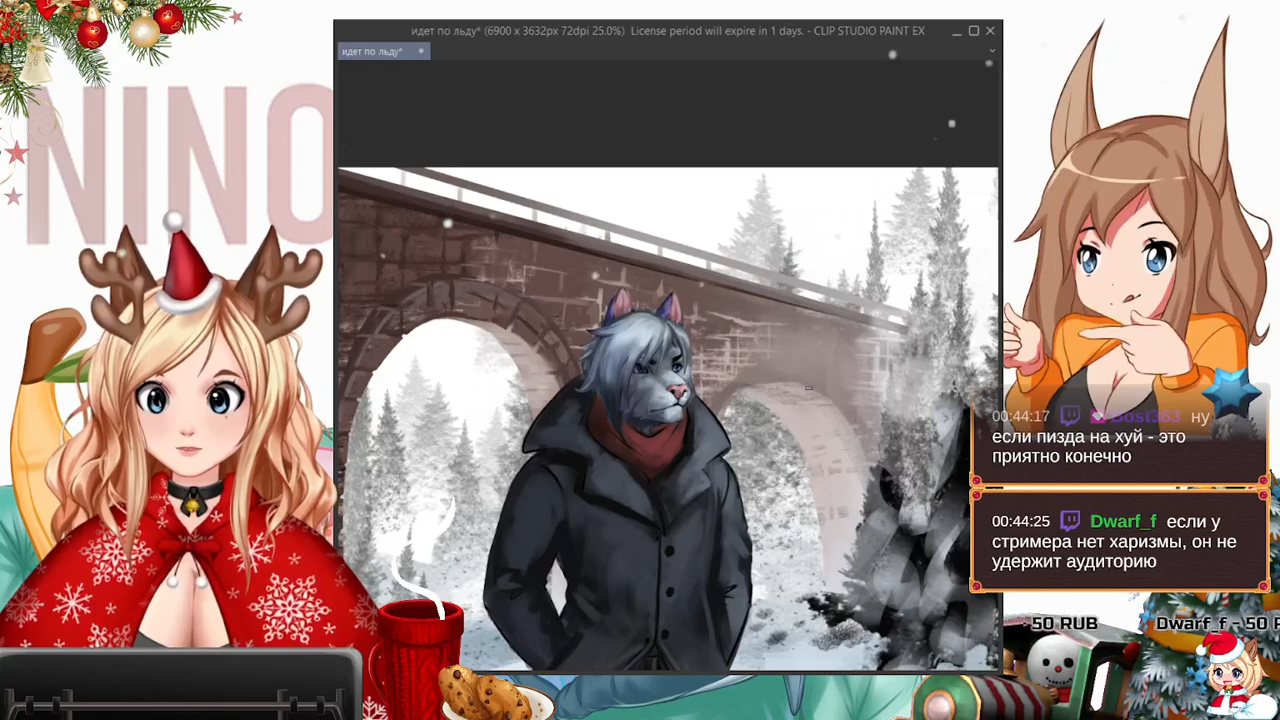 идет по льду* (6900 x 3632px 72dpi 25.0%) License period will expire in 1 days. - CLIP STUDIO PAINT EX
идет по льду*
NINO
00:44:17 ну
если пизда на хуй - это
приятно конечно
00:44:25 Dwarf_f если у
стримера нет харизмы, он не
удержит аудиторию
- 50 RUB Dwarf_f - 50